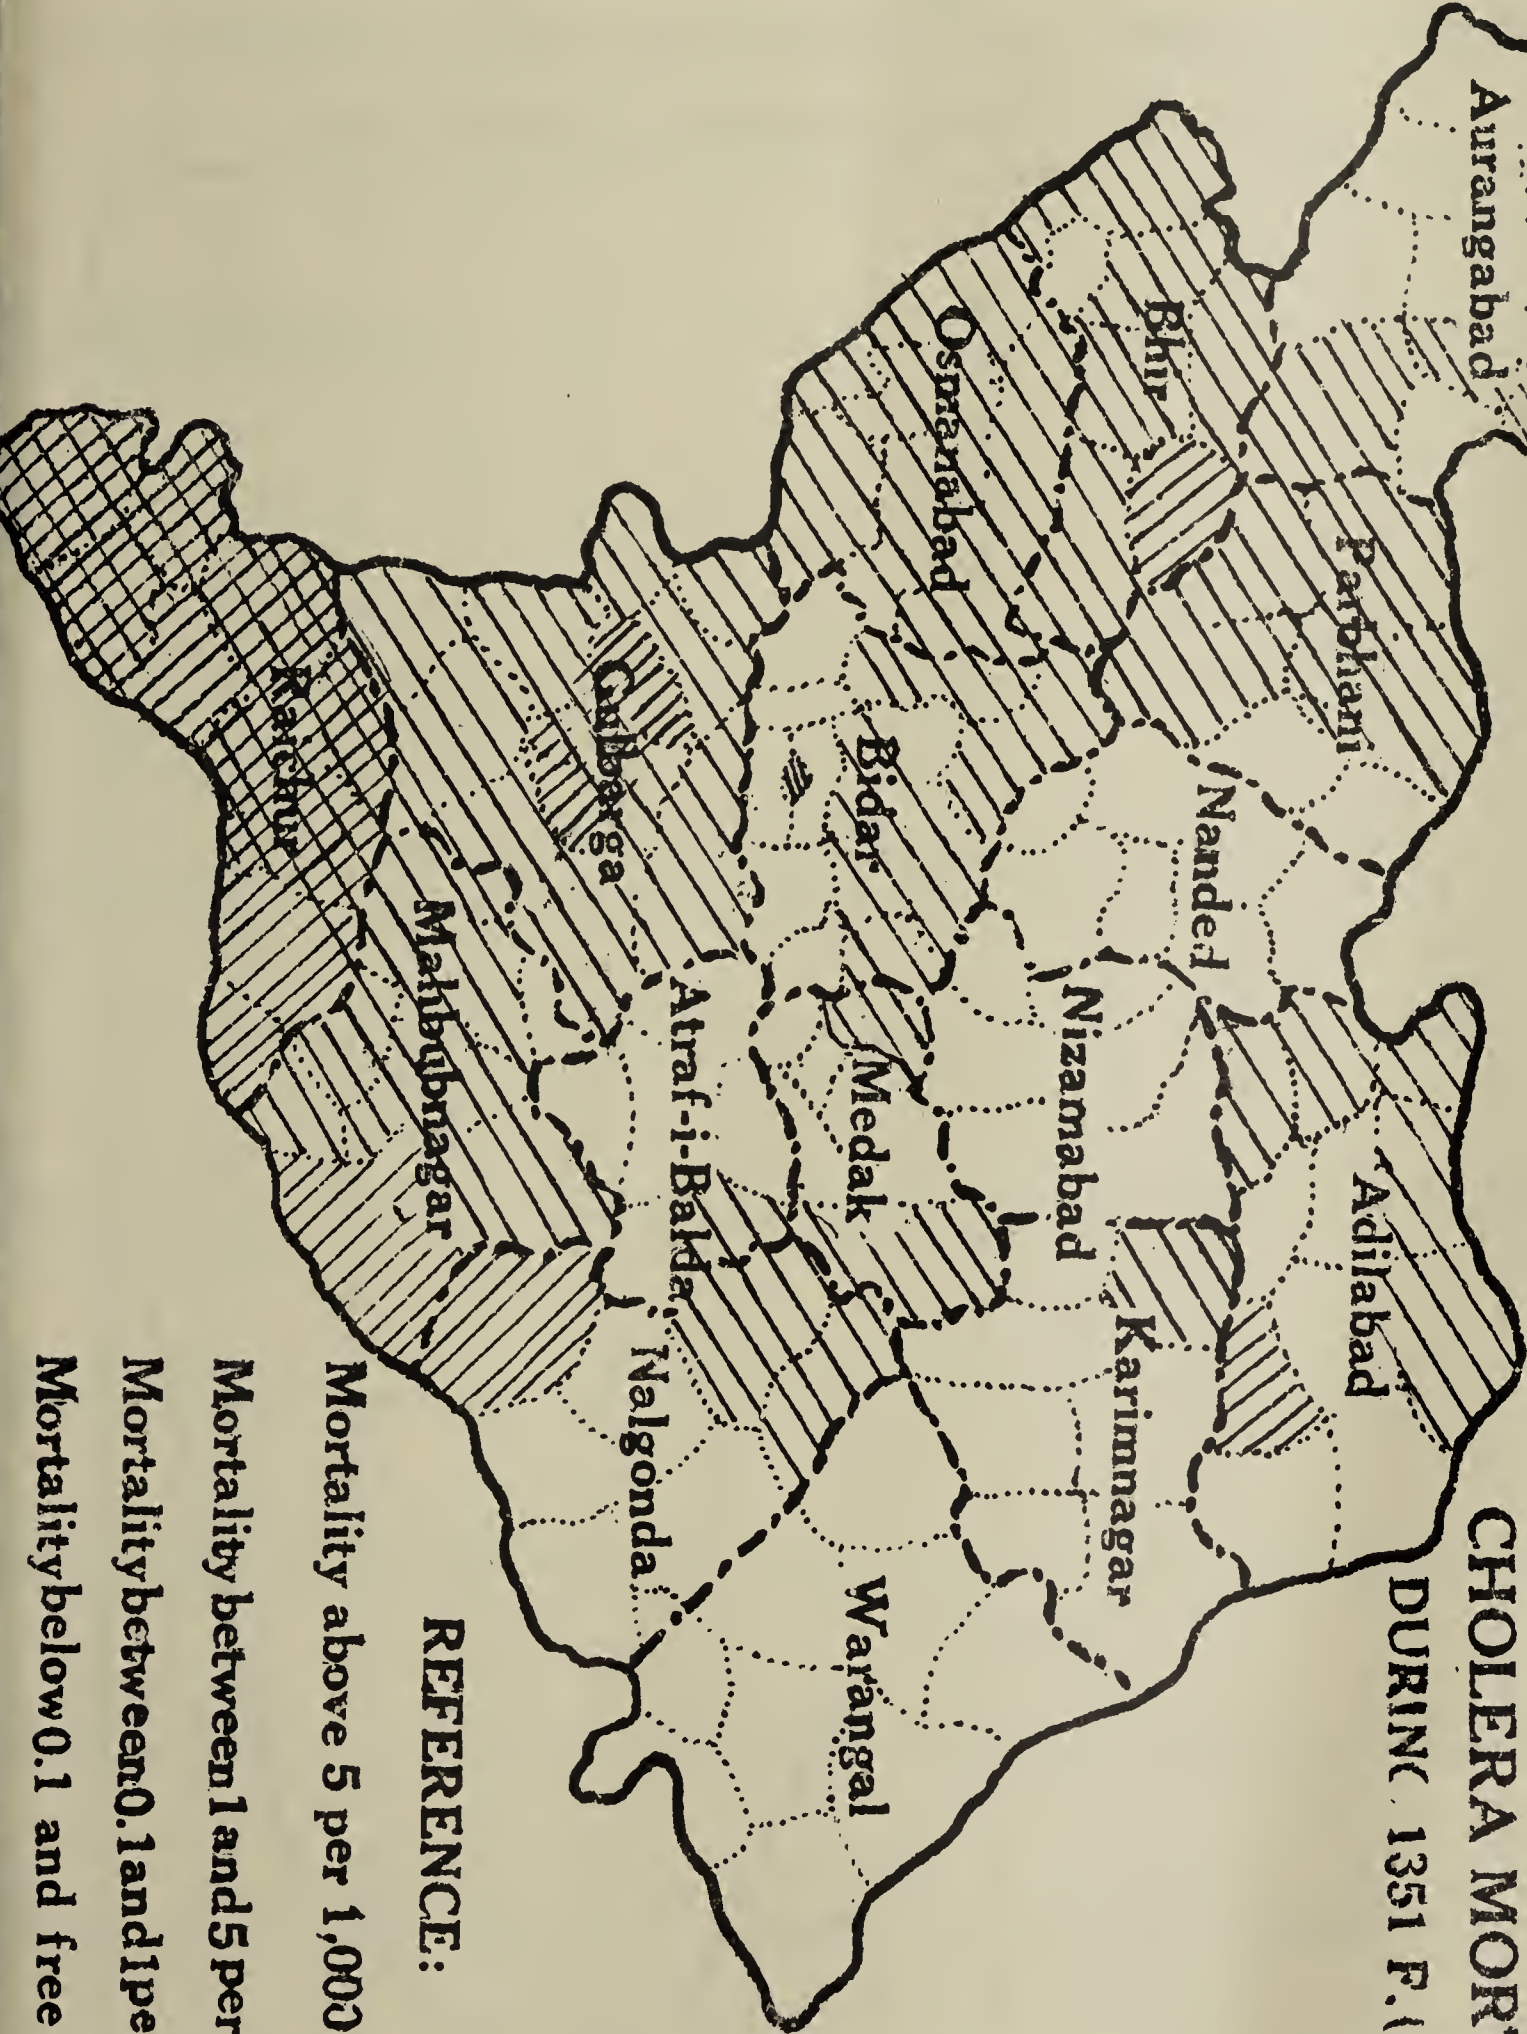 CHOLERA MORT
DURING 1351 F.(
Aurangabad
Parbhani
Bhir
Osmanabad
Nanded
Adilabad
Nizamabad
Karimnagar
Bidar
Medak
Warangal
Gulbarga
Atraf-i-Balda
Nalgonda
Mahbubnagar
Raichur
REFERENCE:
Mortality above 5 per 1,000
Mortality between 1 and 5 per
Mortality between 0.1 and 1 pe
Mortality below 0.1 and free